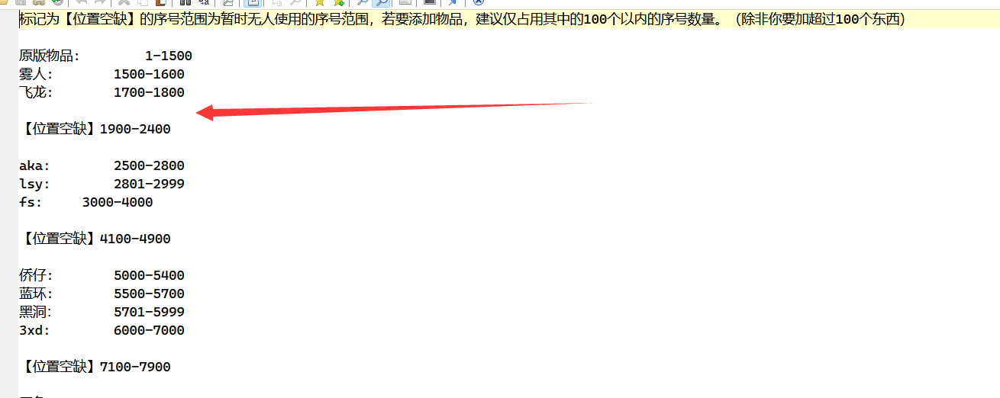 标记为【位置空缺】的序号范围为暂时无人使用的序号范围，若要添加物品，建议仅占用其中的100个以内的序号数量。（除非你要加超过100个东西）
原版物品: 1-1500
雾人: 1500-1600
飞龙: 1700-1800
【位置空缺】1900-2400
aka: 2500-2800
lsy: 2801-2999
fs: 3000-4000
【位置空缺】4100-4900
侨仔: 5000-5400
蓝环: 5500-5700
黑洞: 5701-5999
3xd: 6000-7000
【位置空缺】7100-7900